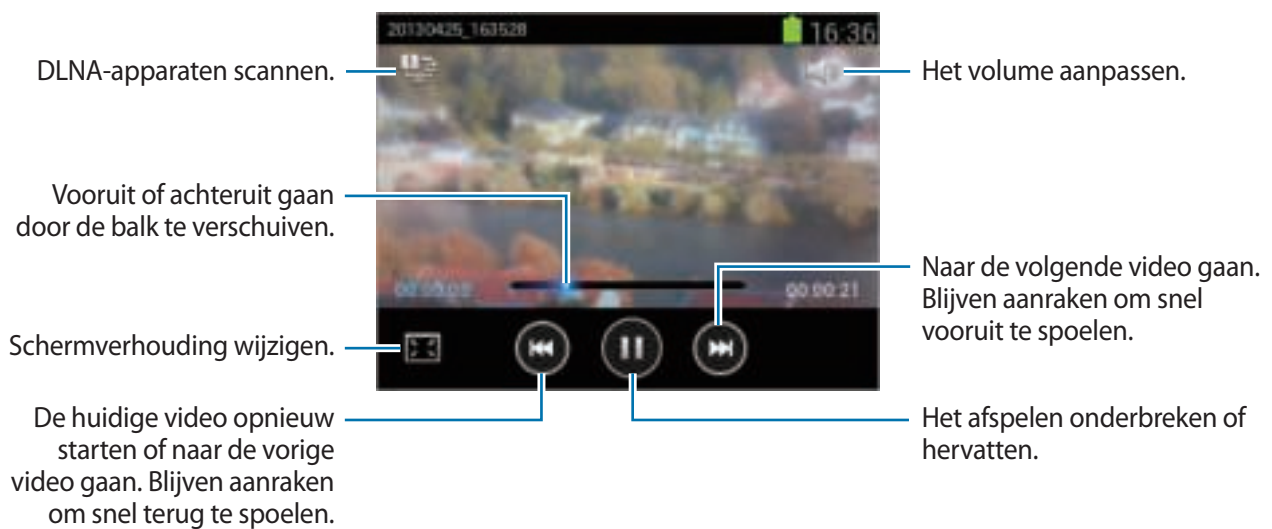 20130425_163528
16:36
DLNA-apparaten scannen.
Het volume aanpassen.
Vooruit of achteruit gaan
door de balk te verschuiven.
00:00:21
Naar de volgende video gaan.
Blijven aanraken om snel
vooruit te spoelen.
Schermverhouding wijzigen.
De huidige video opnieuw
starten of naar de vorige
video gaan. Blijven aanraken
om snel terug te spoelen.
Het afspelen onderbreken of
hervatten.